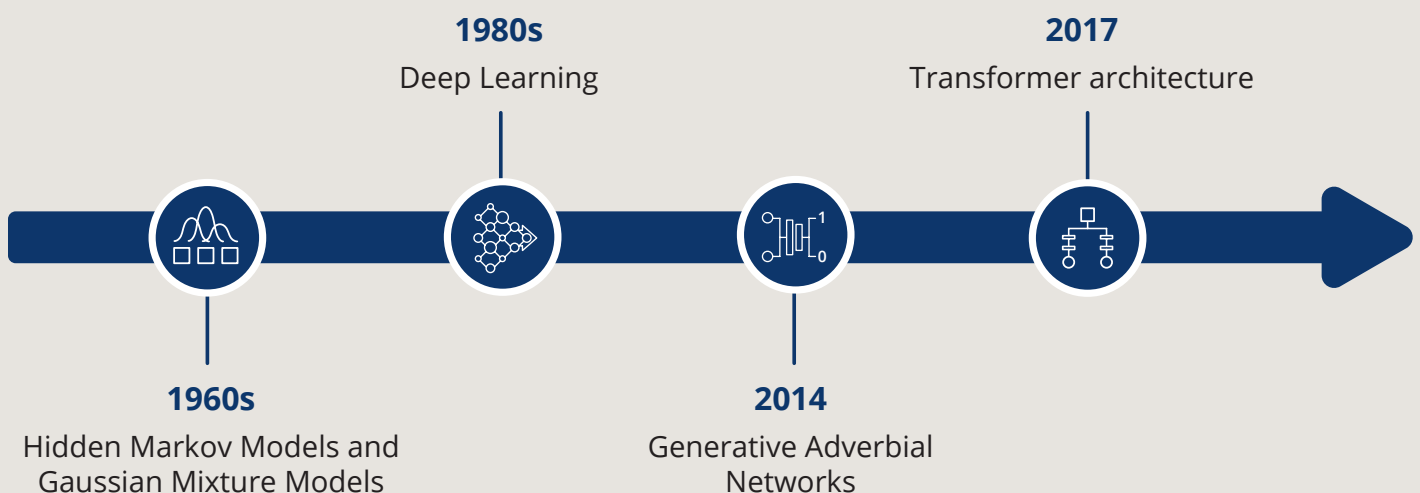 1980s
Deep Learning
2017
Transformer architecture
1
0
1960s
Hidden Markov Models and
Gaussian Mixture Models
2014
Generative Adverbial
Networks